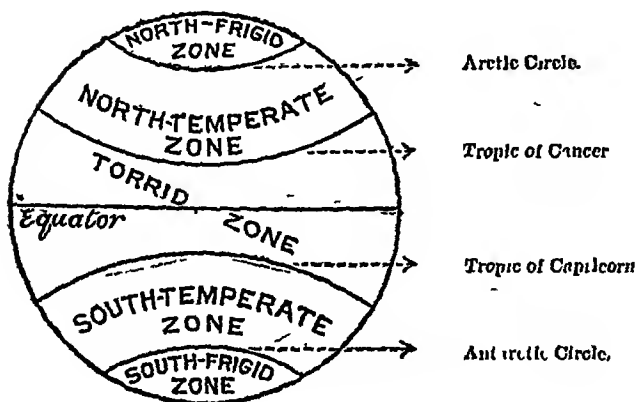 NORTH-FRIGID
ZONE
Arctic Circle.
NORTH-TEMPERATE
ZONE
Tropic of Cancer
TORRID
Equator
ZONE
Tropic of Capricorn
SOUTH-TEMPERATE
ZONE
Antarctic Circle.
SOUTH-FRIGID
ZONE